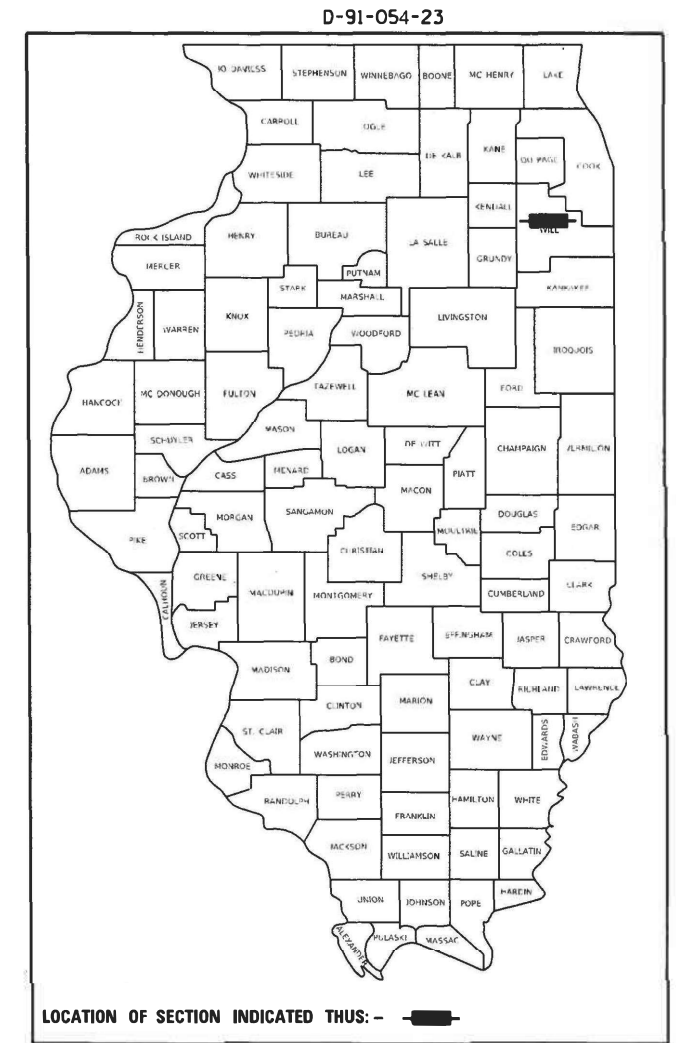 D-91-054-23
JO DAVIESS STEPHENSON WINNEBAGO BOONE MC HENRY LAKE
CARROLL OGLE DE KALB KANE DU PAGE COOK
WHITESIDE LEE
KENDALL
WILL
ROCK ISLAND HENRY BUREAU LA SALLE
GRUNDY
MERCER PUTNAM
STARK MARSHALL KANKAKEE
HENDERSON WARREN KNOX PEORIA WOODFORD LIVINGSTON
IROQUOIS
HANCOCK MC DONOUGH FULTON TAZEWELL MC LEAN FORD
MASON
SCHUYLER LOGAN DE WITT CHAMPAIGN VERMILION
ADAMS BROWN CASS MENARD PIATT
MACON
MORGAN SANGAMON DOUGLAS
PIKE SCOTT CHRISTIAN MOULTRIE EDGAR
COLES
GREENE SHELBY
CALHOUN MACOUPIN MONTGOMERY CUMBERLAND CLARK
JERSEY
FAYETTE EFFINGHAM JASPER CRAWFORD
MADISON BOND
CLAY RICHLAND LAWRENCE
CLINTON MARION
ST. CLAIR WAYNE EDWARDS WABASH
WASHINGTON JEFFERSON
MONROE
RANDOLPH PERRY HAMILTON WHITE
FRANKLIN
JACKSON WILLIAMSON SALINE GALLATIN
HARDIN
UNION JOHNSON POPE
ALEXANDER PULASKI MASSAC
LOCATION OF SECTION INDICATED THUS: -